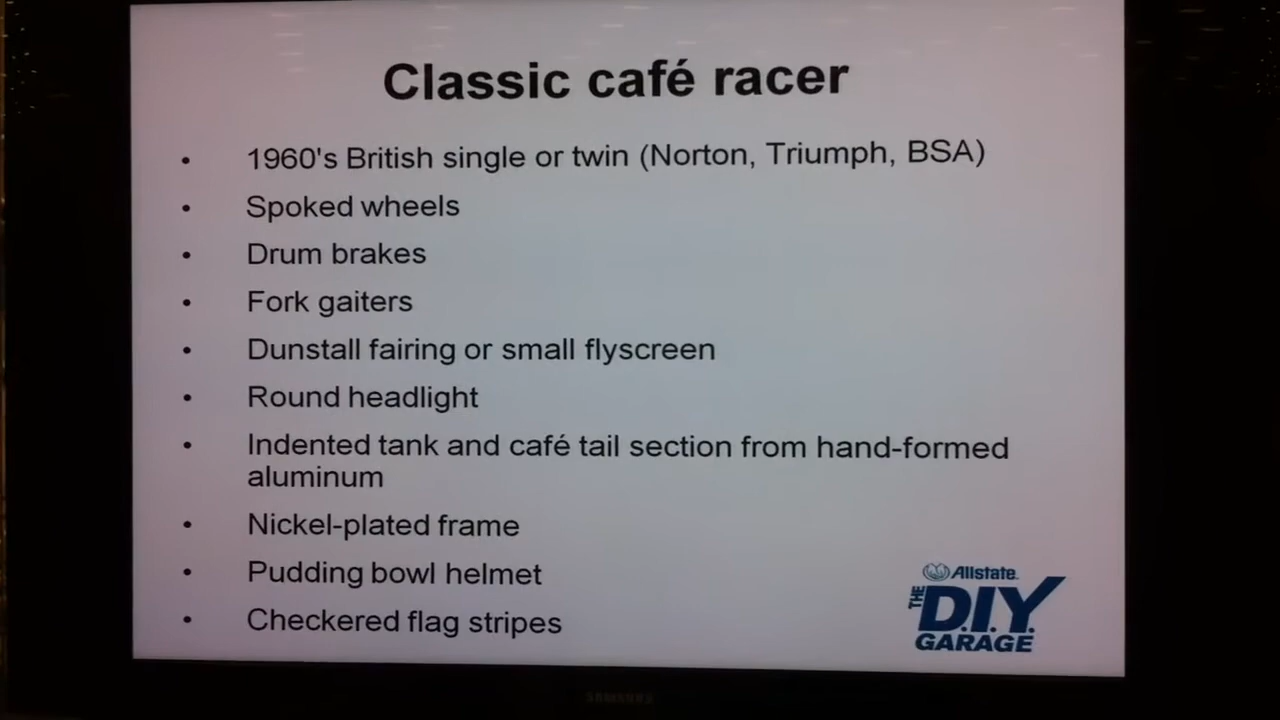 Classic café racer
• 1960's British single or twin (Norton, Triumph, BSA)
• Spoked wheels
• Drum brakes
• Fork gaiters
• Dunstall fairing or small flyscreen
• Round headlight
• Indented tank and café tail section from hand-formed
aluminum
• Nickel-plated frame
• Pudding bowl helmet
• Checkered flag stripes
Allstate
THE D.I.Y.
GARAGE
SAMSUNG